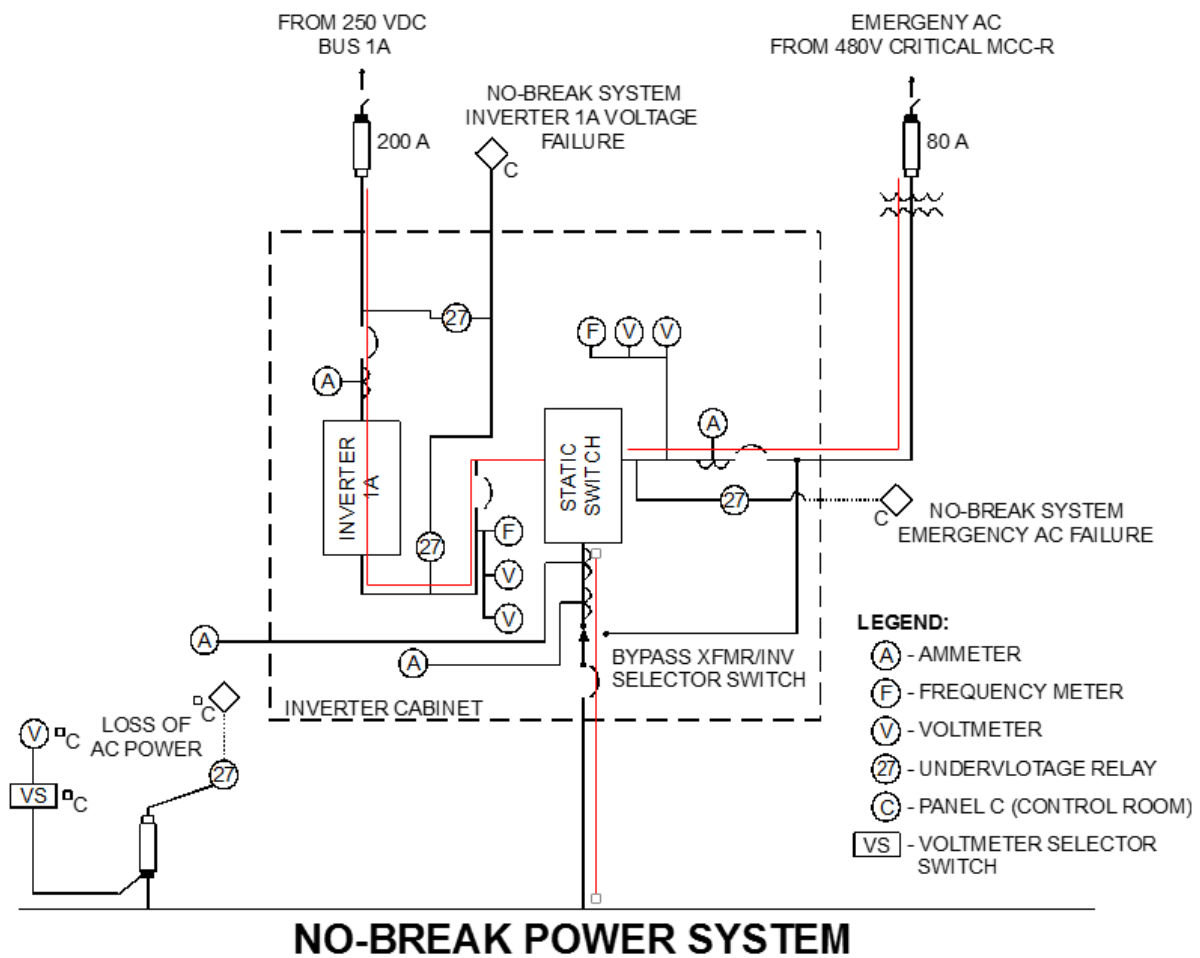 FROM 250 VDC
BUS 1A
EMERGENY AC
FROM 480V CRITICAL MCC-R
NO-BREAK SYSTEM
INVERTER 1A VOLTAGE
FAILURE
200 A
80 A
C
27
F V V
A
A
INVERTER
1A
STATIC
SWITCH
27
27
C
NO-BREAK SYSTEM
EMERGENCY AC FAILURE
F
V
V
A
A
BYPASS XFMR/INV
SELECTOR SWITCH
INVERTER CABINET
LOSS OF
AC POWER
C
V C
27
VS C
LEGEND:
A - AMMETER
F - FREQUENCY METER
V - VOLTMETER
27 - UNDERVLOTAGE RELAY
C - PANEL C (CONTROL ROOM)
VS - VOLTMETER SELECTOR
SWITCH
NO-BREAK POWER SYSTEM